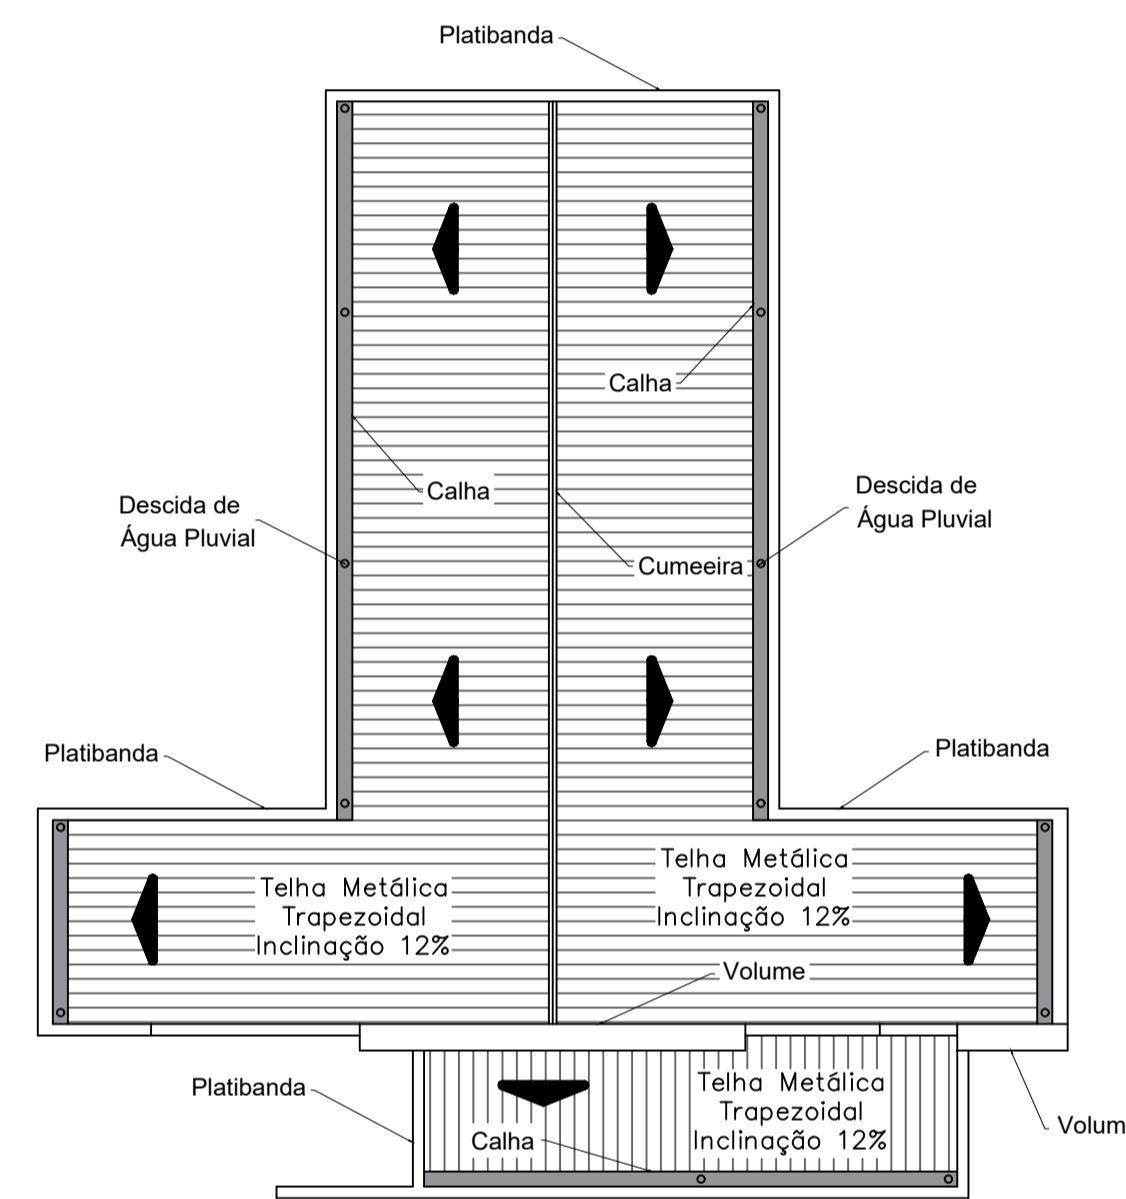 Platibanda
Calha
Calha
Descida de
Água Pluvial
Descida de
Água Pluvial
Cumeeira
Platibanda
Platibanda
Telha Metálica
Trapezoidal
Inclinação 12%
Telha Metálica
Trapezoidal
Inclinação 12%
Volume
Platibanda
Telha Metálica
Trapezoidal
Inclinação 12%
Calha
Volum